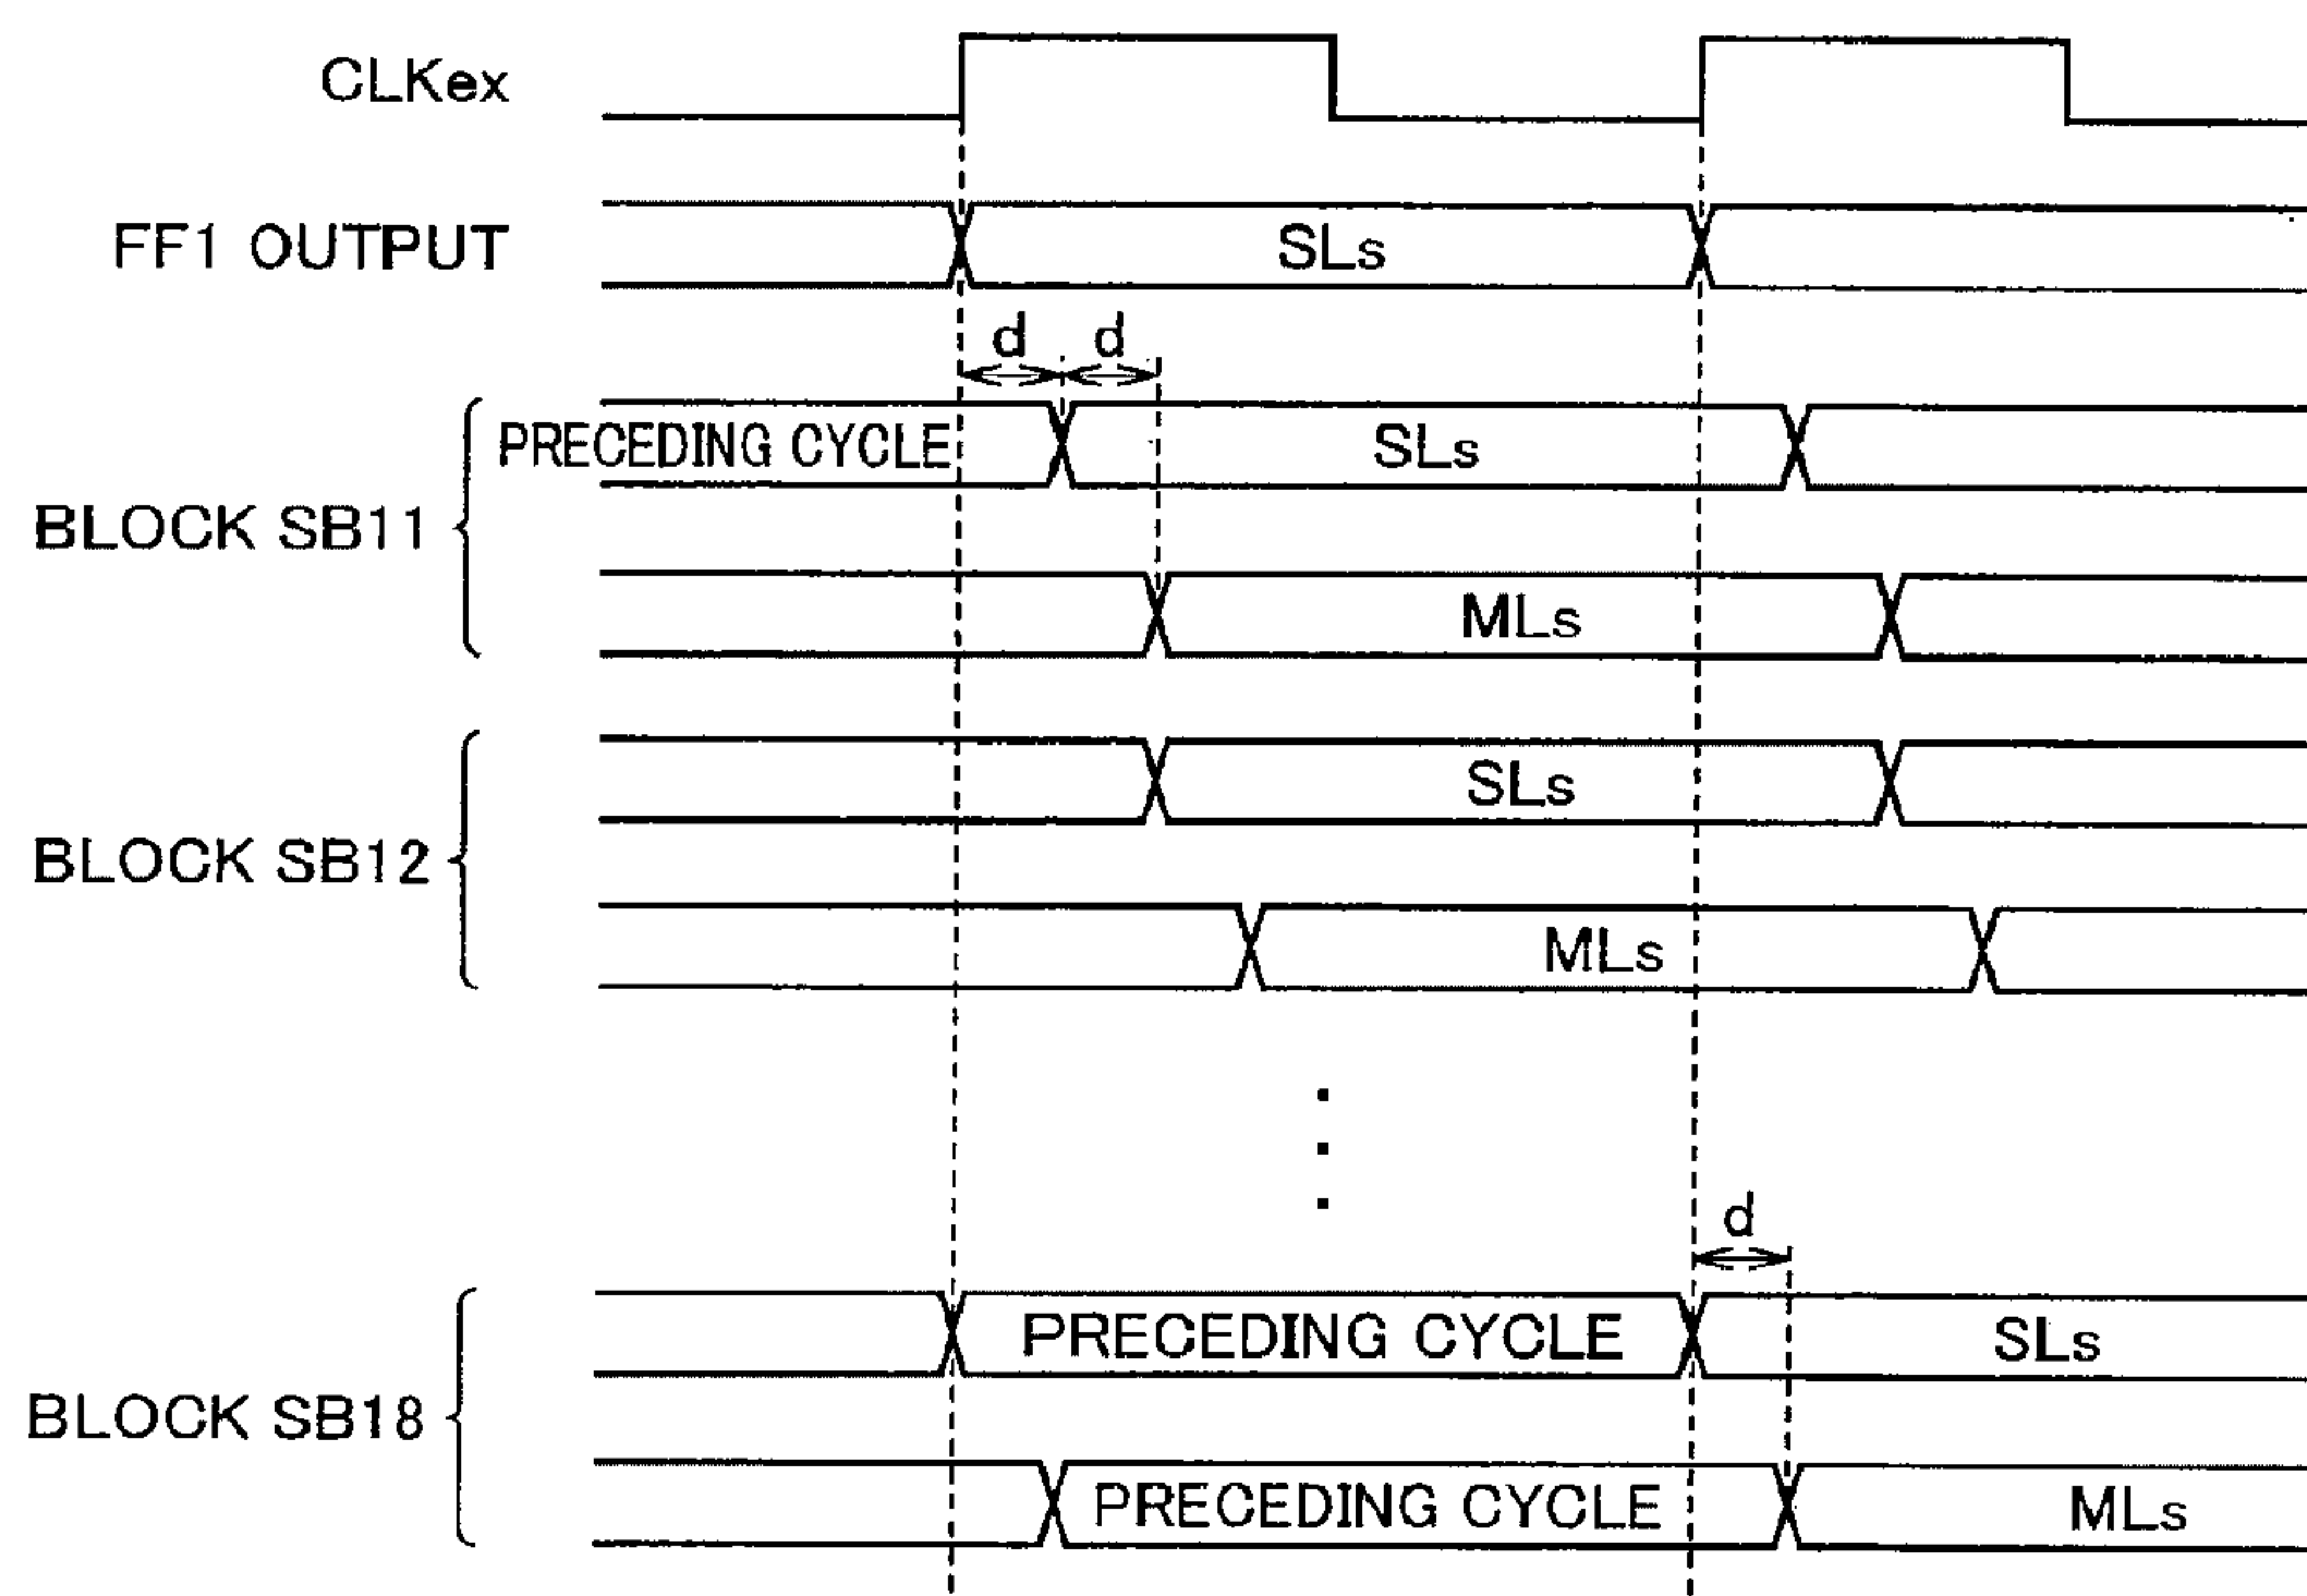 CLKex
FF1 OUTPUT
SLs
d d
PRECEDING CYCLE
SLs
BLOCK SB11
MLs
SLs
BLOCK SB12
MLs
d
PRECEDING CYCLE
SLs
BLOCK SB18
PRECEDING CYCLE
MLs